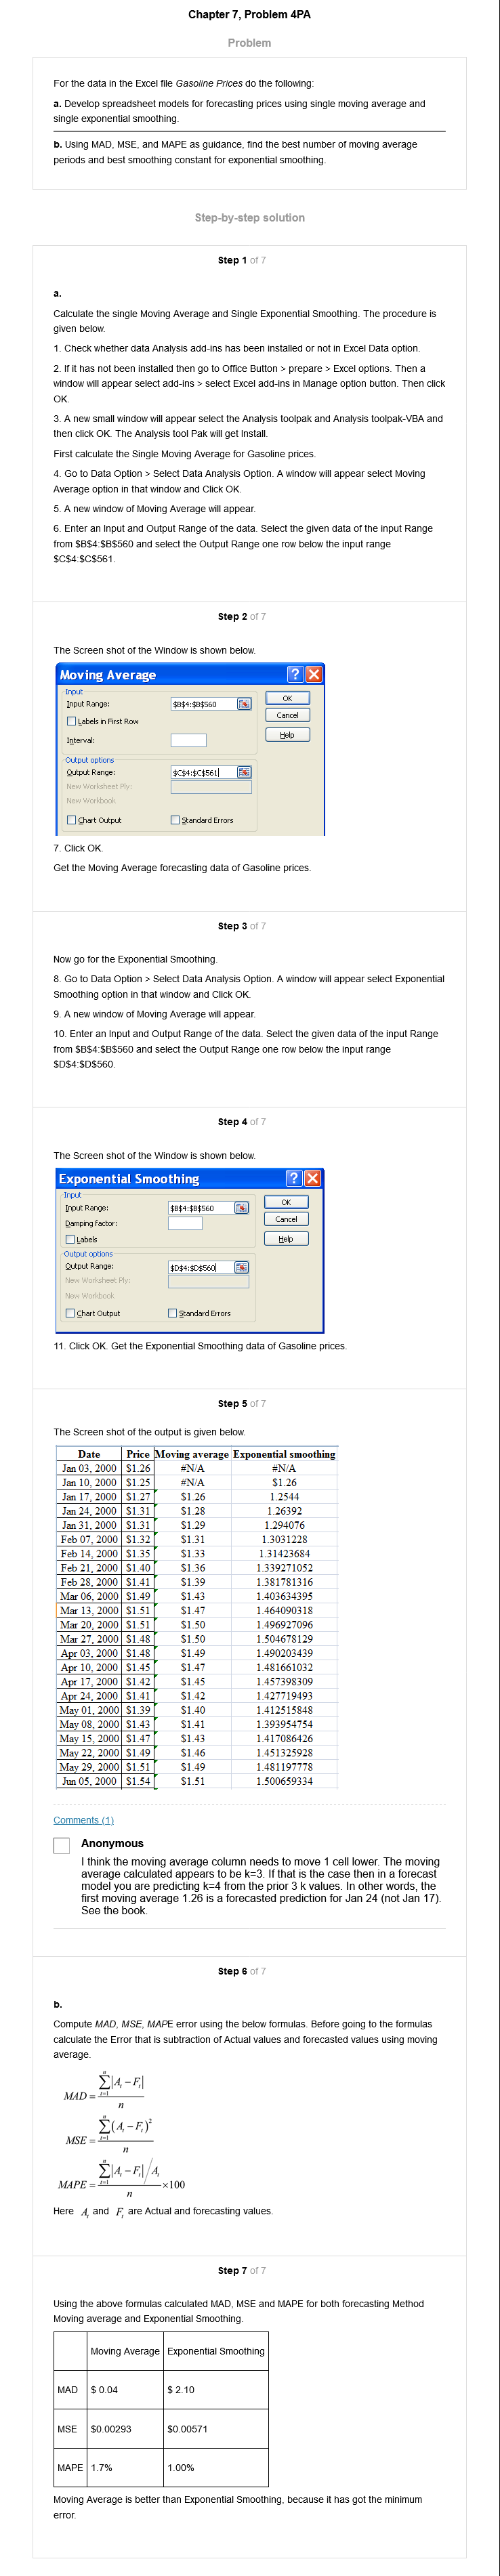 Chapter 7, Problem 4PA
Problem
For the data in the Excel file Gasoline Prices do the following:
a. Develop spreadsheet models for forecasting prices using single moving average and
single exponential smoothing.
b. Using MAD, MSE, and MAPE as guidance, find the best number of moving average
periods and best smoothing constant for exponential smoothing.
Step-by-step solution
Step 1 of 7
a.
Calculate the single Moving Average and Single Exponential Smoothing. The procedure is
given below.
1. Check whether data Analysis add-ins has been installed or not in Excel Data option.
2. If it has not been installed then go to Office Button > prepare > Excel options. Then a
window will appear select add-ins > select Excel add-ins in Manage option button. Then click
OK.
3. A new small window will appear select the Analysis toolpak and Analysis toolpak-VBA and
then click OK. The Analysis tool Pak will get Install.
First calculate the Single Moving Average for Gasoline prices.
4. Go to Data Option > Select Data Analysis Option. A window will appear select Moving
Average option in that window and Click OK.
5. A new window of Moving Average will appear.
6. Enter an Input and Output Range of the data. Select the given data of the input Range
from $B$4:$B$560 and select the Output Range one row below the input range
$C$4:$C$561.
Step 2 of 7
The Screen shot of the Window is shown below.
Moving Average
Input
Input Range: $B$4:$B$560 OK
Labels in First Row Cancel
Interval: Help
Output options
Output Range: $C$4:$C$561
New Worksheet Ply:
New Workbook
Chart Output Standard Errors
7. Click OK.
Get the Moving Average forecasting data of Gasoline prices.
Step 3 of 7
Now go for the Exponential Smoothing.
8. Go to Data Option > Select Data Analysis Option. A window will appear select Exponential
Smoothing option in that window and Click OK.
9. A new window of Moving Average will appear.
10. Enter an Input and Output Range of the data. Select the given data of the input Range
from $B$4:$B$560 and select the Output Range one row below the input range
$D$4:$D$560.
Step 4 of 7
The Screen shot of the Window is shown below.
Exponential Smoothing
Input
Input Range: $B$4:$B$560 OK
Damping factor: Cancel
Labels Help
Output options
Output Range: $D$4:$D$560
New Worksheet Ply:
New Workbook
Chart Output Standard Errors
11. Click OK. Get the Exponential Smoothing data of Gasoline prices.
Step 5 of 7
The Screen shot of the output is given below.
Date Price Moving average Exponential smoothing
Jan 03, 2000 $1.26 #N/A #N/A
Jan 10, 2000 $1.25 #N/A $1.26
Jan 17, 2000 $1.27 $1.26 1.2544
Jan 24, 2000 $1.31 $1.28 1.26392
Jan 31, 2000 $1.31 $1.29 1.294076
Feb 07, 2000 $1.32 $1.31 1.3031228
Feb 14, 2000 $1.35 $1.33 1.31423684
Feb 21, 2000 $1.40 $1.36 1.339271052
Feb 28, 2000 $1.41 $1.39 1.381781316
Mar 06, 2000 $1.49 $1.43 1.403634395
Mar 13, 2000 $1.51 $1.47 1.464090318
Mar 20, 2000 $1.51 $1.50 1.496927096
Mar 27, 2000 $1.48 $1.50 1.504678129
Apr 03, 2000 $1.48 $1.49 1.490203439
Apr 10, 2000 $1.45 $1.47 1.481661032
Apr 17, 2000 $1.42 $1.45 1.457398309
Apr 24, 2000 $1.41 $1.42 1.427719493
May 01, 2000 $1.39 $1.40 1.412515848
May 08, 2000 $1.43 $1.41 1.393954754
May 15, 2000 $1.47 $1.43 1.417086426
May 22, 2000 $1.49 $1.46 1.451325928
May 29, 2000 $1.51 $1.49 1.481197778
Jun 05, 2000 $1.54 $1.51 1.500659334
Comments (1)
Anonymous
I think the moving average column needs to move 1 cell lower. The moving
average calculated appears to be k=3. If that is the case then in a forecast
model you are predicting k=4 from the prior 3 k values. In other words, the
first moving average 1.26 is a forecasted prediction for Jan 24 (not Jan 17).
See the book.
Step 6 of 7
b.
Compute MAD, MSE, MAPE error using the below formulas. Before going to the formulas
calculate the Error that is subtraction of Actual values and forecasted values using moving
average.
MAD = ∑_{t=1}^{n} |A_t − F_t| / n
MSE = ∑_{t=1}^{n} (A_t − F_t)² / n
MAPE = ∑_{t=1}^{n} |A_t − F_t| / A_t / n ×100
Here A_t and F_t are Actual and forecasting values.
Step 7 of 7
Using the above formulas calculated MAD, MSE and MAPE for both forecasting Method
Moving average and Exponential Smoothing.
Moving Average Exponential Smoothing
MAD $ 0.04 $ 2.10
MSE $0.00293 $0.00571
MAPE 1.7% 1.00%
Moving Average is better than Exponential Smoothing, because it has got the minimum
error.